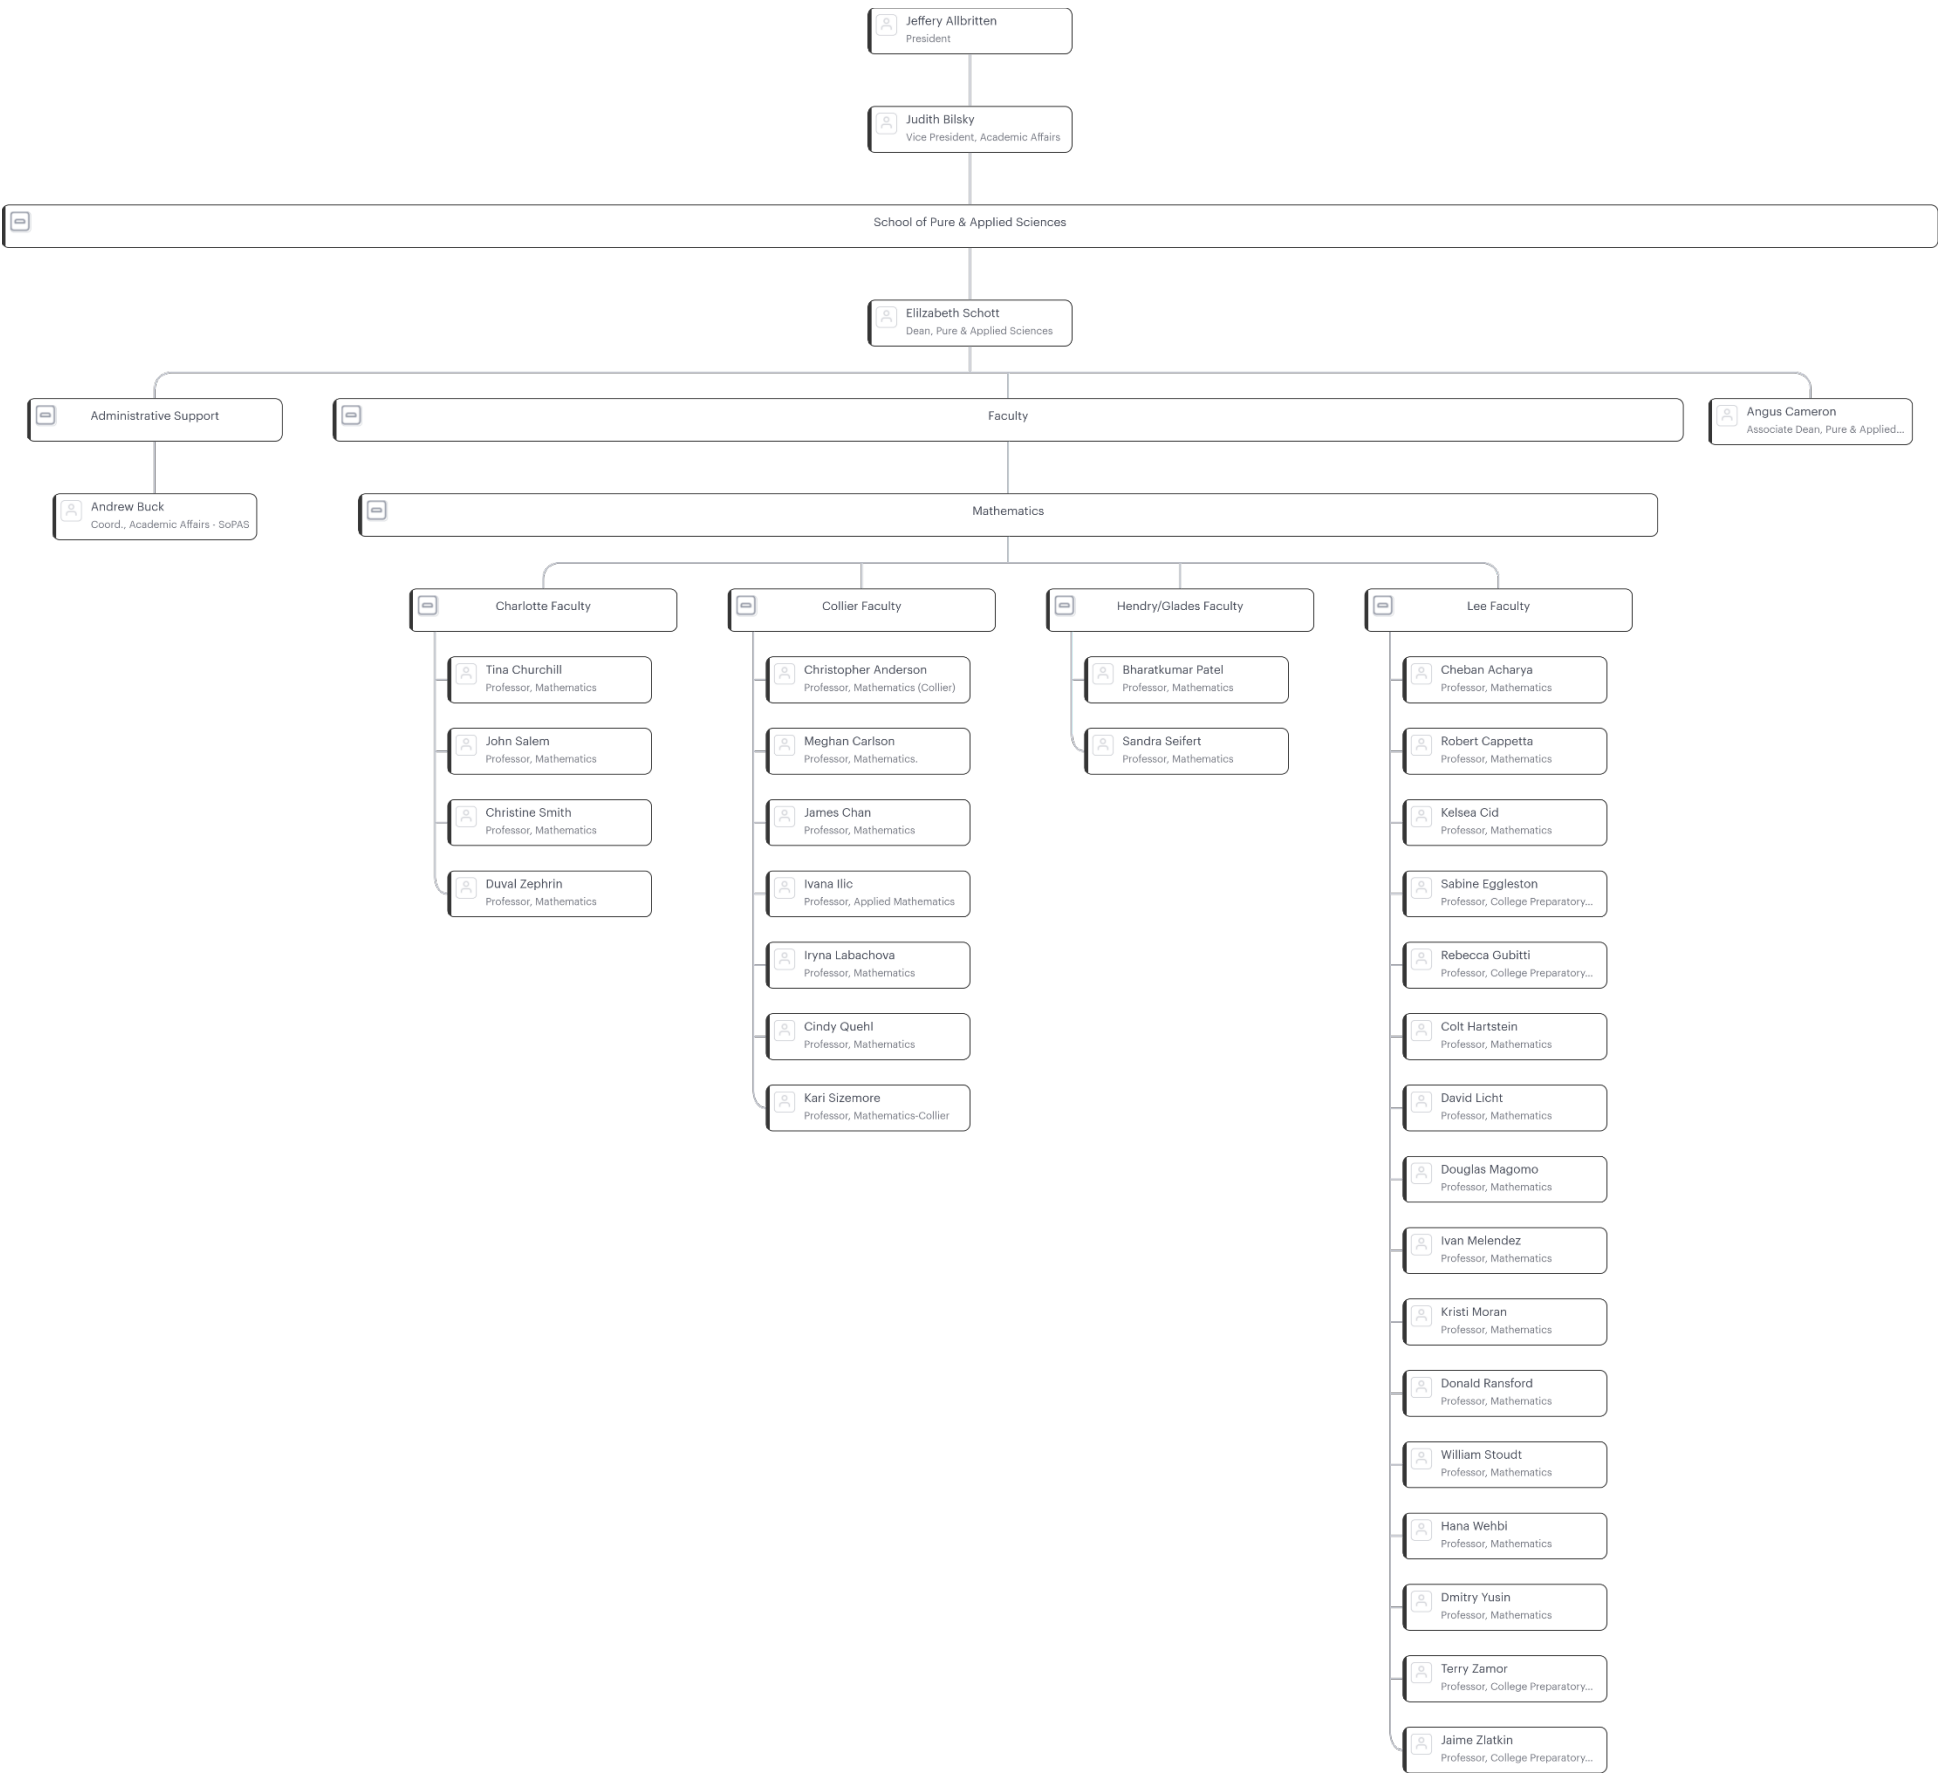 Jeffery Allbritten
President
Judith Bilsky
Vice President, Academic Affairs
School of Pure & Applied Sciences
Elilzabeth Schott
Dean, Pure & Applied Sciences
Administrative Support
Faculty
Angus Cameron
Associate Dean, Pure & Applied...
Andrew Buck
Coord., Academic Affairs - SoPAS
Mathematics
Charlotte Faculty
Tina Churchill
Professor, Mathematics
John Salem
Professor, Mathematics
Christine Smith
Professor, Mathematics
Duval Zephrin
Professor, Mathematics
Collier Faculty
Christopher Anderson
Professor, Mathematics (Collier)
Meghan Carlson
Professor, Mathematics.
James Chan
Professor, Mathematics
Ivana Ilic
Professor, Applied Mathematics
Iryna Labachova
Professor, Mathematics
Cindy Quehl
Professor, Mathematics
Kari Sizemore
Professor, Mathematics-Collier
Hendry/Glades Faculty
Bharatkumar Patel
Professor, Mathematics
Sandra Seifert
Professor, Mathematics
Lee Faculty
Cheban Acharya
Professor, Mathematics
Robert Cappetta
Professor, Mathematics
Kelsea Cid
Professor, Mathematics
Sabine Eggleston
Professor, College Preparatory...
Rebecca Gubitti
Professor, College Preparatory...
Colt Hartstein
Professor, Mathematics
David Licht
Professor, Mathematics
Douglas Magomo
Professor, Mathematics
Ivan Melendez
Professor, Mathematics
Kristi Moran
Professor, Mathematics
Donald Ransford
Professor, Mathematics
William Stoudt
Professor, Mathematics
Hana Wehbi
Professor, Mathematics
Dmitry Yusin
Professor, Mathematics
Terry Zamor
Professor, College Preparatory...
Jaime Zlatkin
Professor, College Preparatory...